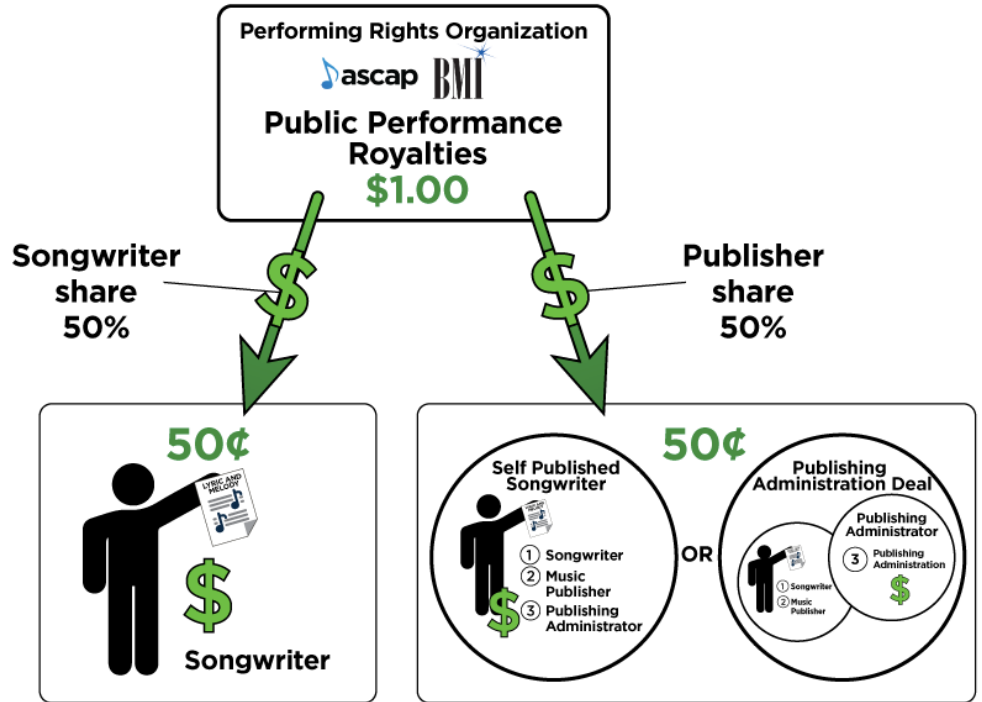 Performing Rights Organization
ascap BMI
Public Performance
Royalties
$1.00
Songwriter
share
50%
Publisher
share
50%
50¢
LYRIC AND
MELODY
Songwriter
50¢
Self Published
Songwriter
1 Songwriter
2 Music
Publisher
3 Publishing
Administrator
OR
Publishing
Administration Deal
1 Songwriter
2 Music
Publisher
Publishing
Administrator
3 Publishing
Administration